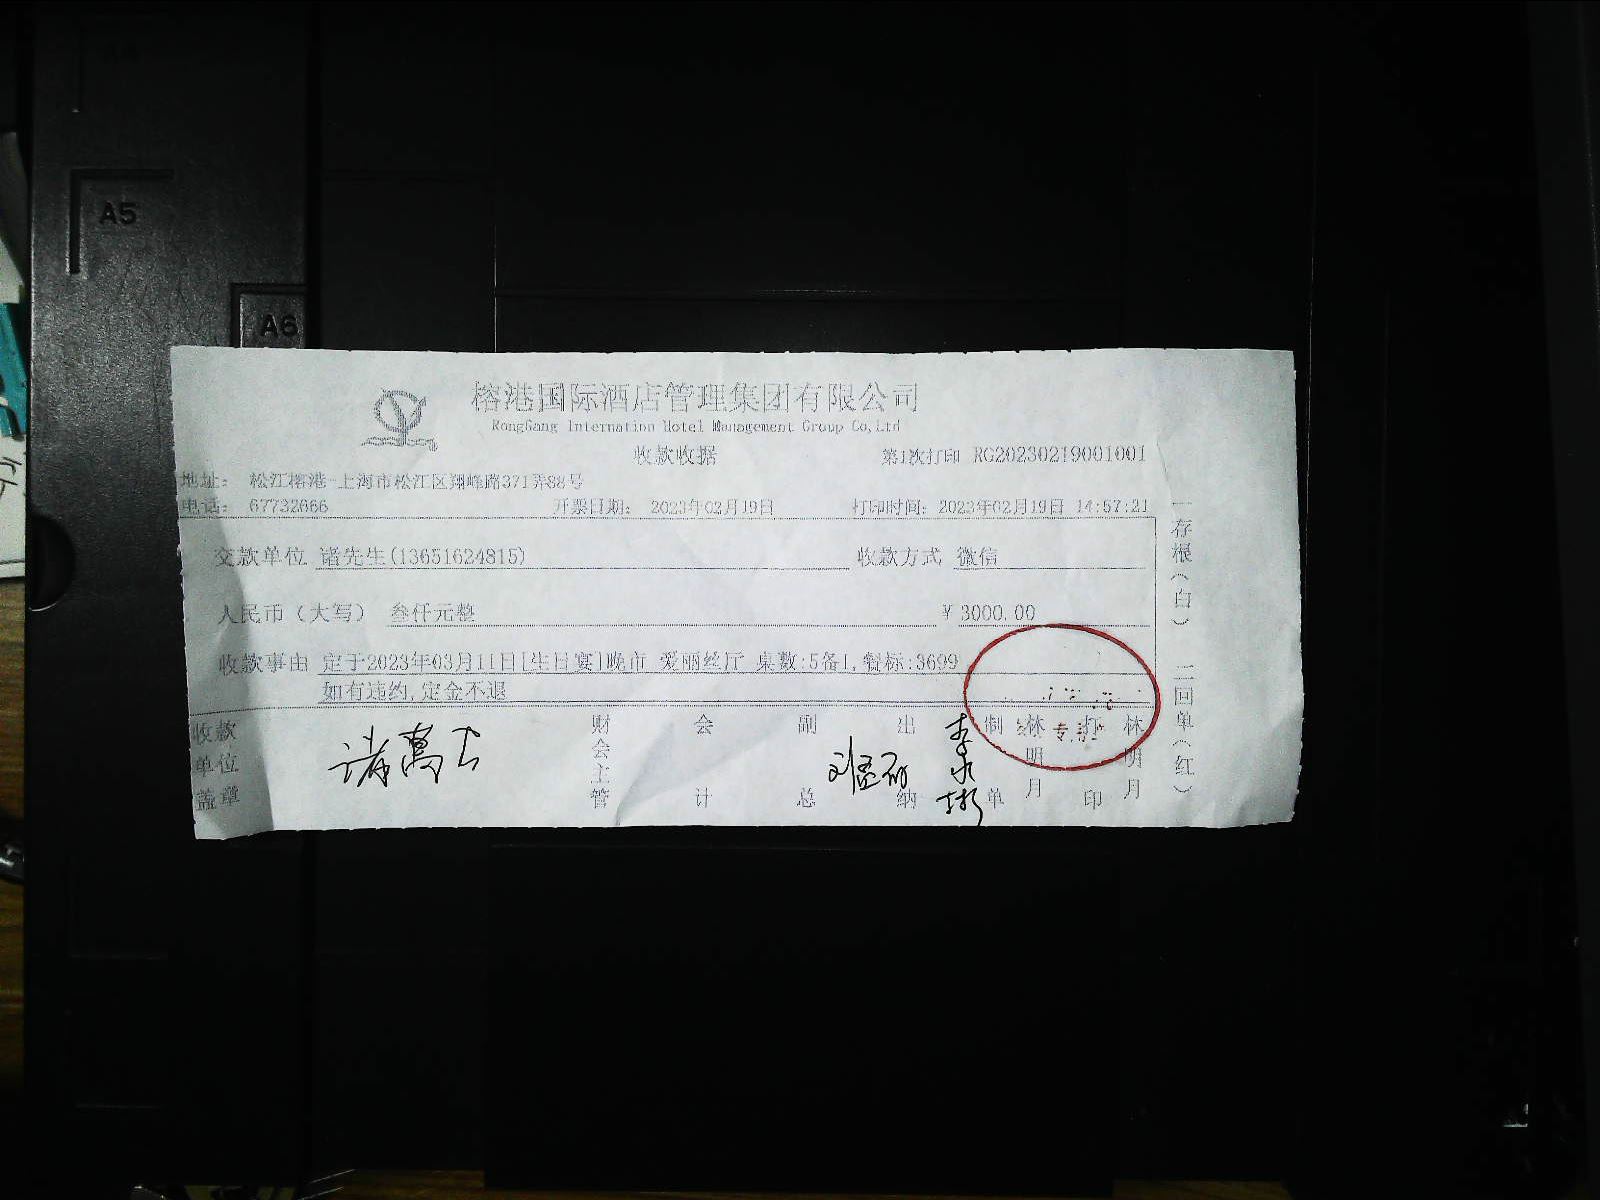 A5
A6
榕港国际酒店管理集团有限公司
RongGang Internation Hotel Management Group Co,Ltd
收款收据
第1次打印 RG20230219001001
地址： 松江榕港-上海市松江区翔峰路371弄88号
电话： 67732666 开票日期： 2023年02月19日 打印时间： 2023年02月19日 14:57:21
交款单位 诸先生(13651624815) 收款方式 微信
人民币（大写） 叁仟元整 ￥3000.00
收款事由 定于2023年03月11日[生日宴]晚市 爱丽丝厅 桌数:5备1,餐标:3699
如有违约,定金不退
收款单位盖章 财会主管 会计 副总 出纳 制单 林明月 打印 林明月
一存根（白） 二回单（红）